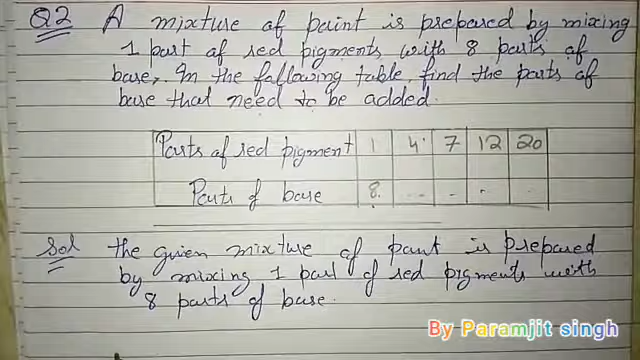 Q2 A mixture of paint is prepared by mixing
1 part of red pigments with 8 parts of
base. In the following table, find the parts of
base that need to be added.
Parts of red pigment 1 4 7 12 20
Parts of base 8 .. - . .
Sol the given mixture of paint is prepared
by mixing 1 part of red pigments with
8 parts of base.
By Paramjit singh